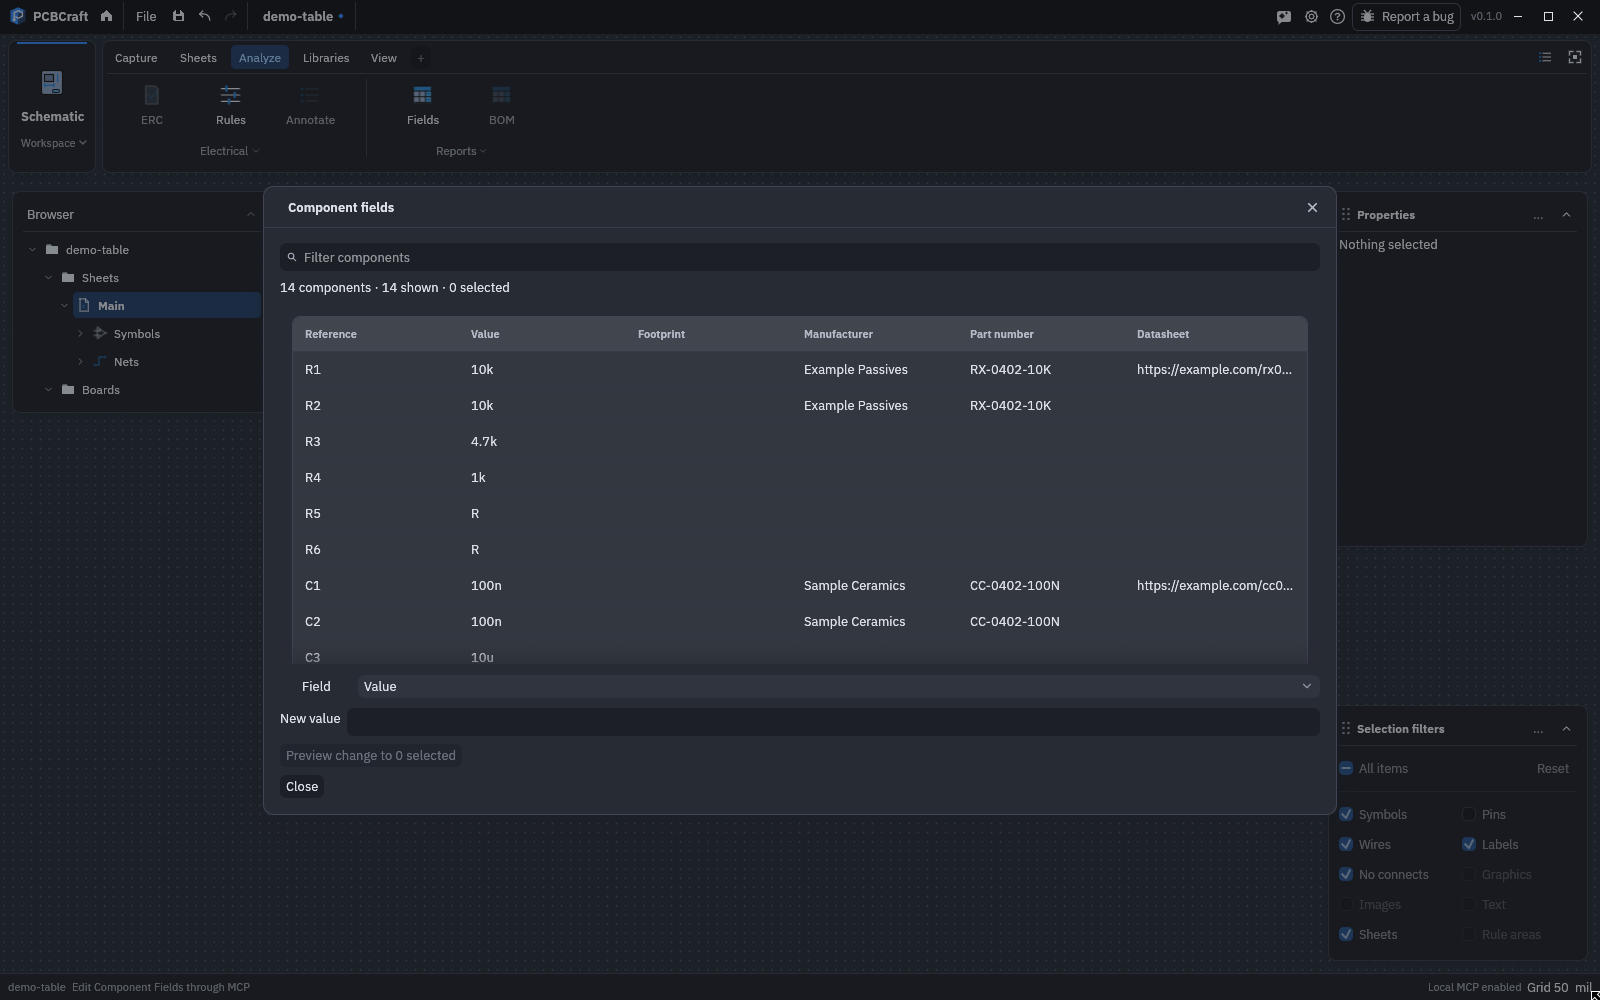 PCBCraft File demo-table Report a bug v0.1.0
Capture Sheets Analyze Libraries View +
Schematic
Workspace
ERC Rules Annotate Fields BOM
Electrical Reports
Browser
demo-table
Sheets
Main
Symbols
Nets
Boards
Component fields
Filter components
14 components · 14 shown · 0 selected
Reference Value Footprint Manufacturer Part number Datasheet
R1 10k Example Passives RX-0402-10K https://example.com/rx0...
R2 10k Example Passives RX-0402-10K
R3 4.7k
R4 1k
R5 R
R6 R
C1 100n Sample Ceramics CC-0402-100N https://example.com/cc0...
C2 100n Sample Ceramics CC-0402-100N
C3 10u
Field Value
New value
Preview change to 0 selected
Close
Properties ...
Nothing selected
Selection filters ...
All items Reset
Symbols Pins
Wires Labels
No connects Graphics
Images Text
Sheets Rule areas
demo-table Edit Component Fields through MCP Local MCP enabled Grid 50 mil